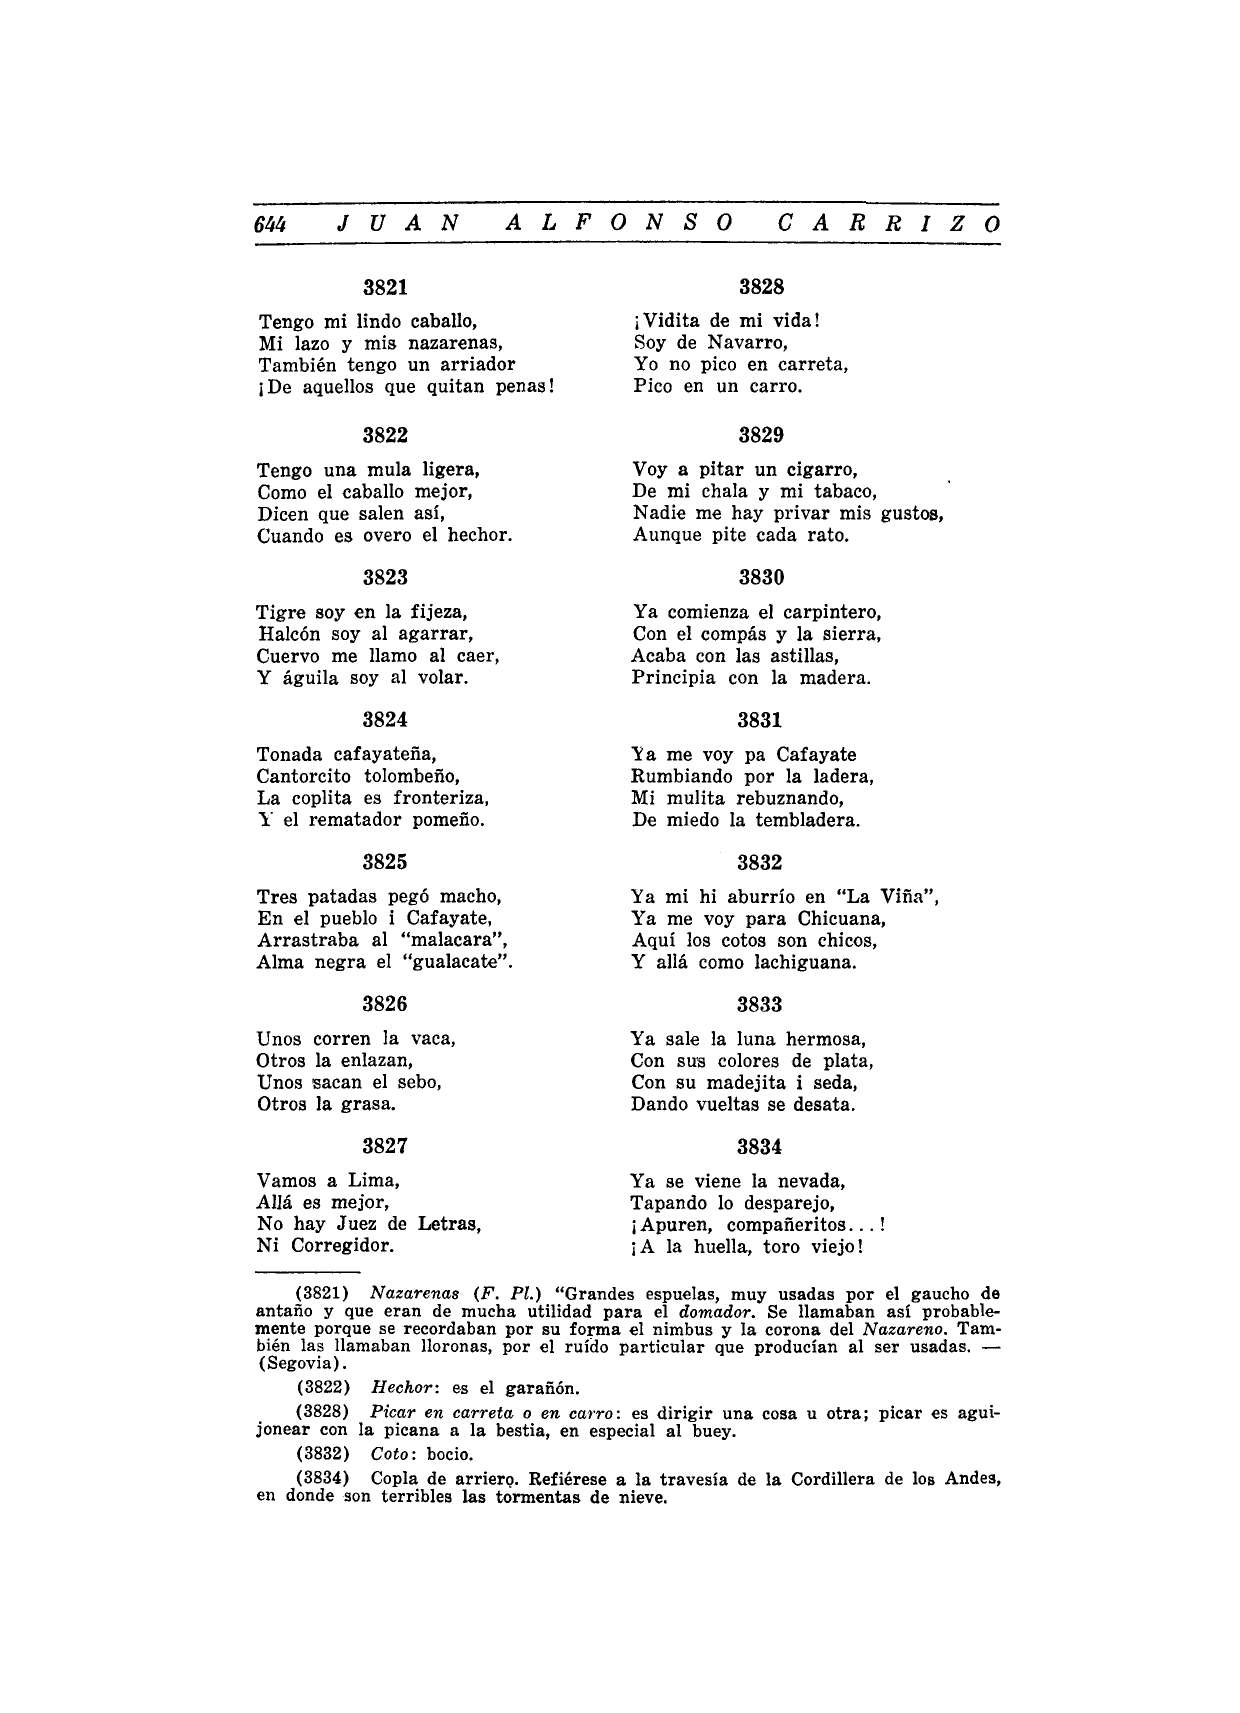 644 JUAN ALFONSO CARRIZO
3821
Tengo mi lindo caballo,
Mi lazo y mis nazarenas,
También tengo un arriador
¡De aquellos que quitan penas!
3822
Tengo una mula ligera,
Como el caballo mejor,
Dicen que salen así,
Cuando es overo el hechor.
3823
Tigre soy en la fijeza,
Halcón soy al agarrar,
Cuervo me llamo al caer,
Y águila soy al volar.
3824
Tonada cafayateña,
Cantorcito tolombeño,
La coplita es fronteriza,
Y el rematador pomeño.
3825
Tres patadas pegó macho,
En el pueblo i Cafayate,
Arrastraba al “malacara”,
Alma negra el “gualacate”.
3826
Unos corren la vaca,
Otros la enlazan,
Unos sacan el sebo,
Otros la grasa.
3827
Vamos a Lima,
Allá es mejor,
No hay Juez de Letras,
Ni Corregidor.
3828
¡Vidita de mi vida!
Soy de Navarro,
Yo no pico en carreta,
Pico en un carro.
3829
Voy a pitar un cigarro,
De mi chala y mi tabaco,
Nadie me hay privar mis gustos,
Aunque pite cada rato.
3830
Ya comienza el carpintero,
Con el compás y la sierra,
Acaba con las astillas,
Principia con la madera.
3831
Ya me voy pa Cafayate
Rumbiando por la ladera,
Mi mulita rebuznando,
De miedo la tembladera.
3832
Ya mi hi aburrío en “La Viña”,
Ya me voy para Chicuana,
Aquí los cotos son chicos,
Y allá como lachiguana.
3833
Ya sale la luna hermosa,
Con sus colores de plata,
Con su madejita i seda,
Dando vueltas se desata.
3834
Ya se viene la nevada,
Tapando lo desparejo,
¡Apuren, compañeritos...!
¡A la huella, toro viejo!
(3821) Nazarenas (F. Pl.) “Grandes espuelas, muy usadas por el gaucho de
antaño y que eran de mucha utilidad para el domador. Se llamaban así probable-
mente porque se recordaban por su forma el nimbus y la corona del Nazareno. Tam-
bién las llamaban lloronas, por el ruído particular que producían al ser usadas. —
(Segovia).
(3822) Hechor: es el garañón.
(3828) Picar en carreta o en carro: es dirigir una cosa u otra; picar es agui-
jonear con la picana a la bestia, en especial al buey.
(3832) Coto: bocio.
(3834) Copla de arriero. Refiérese a la travesía de la Cordillera de los Andes,
en donde son terribles las tormentas de nieve.